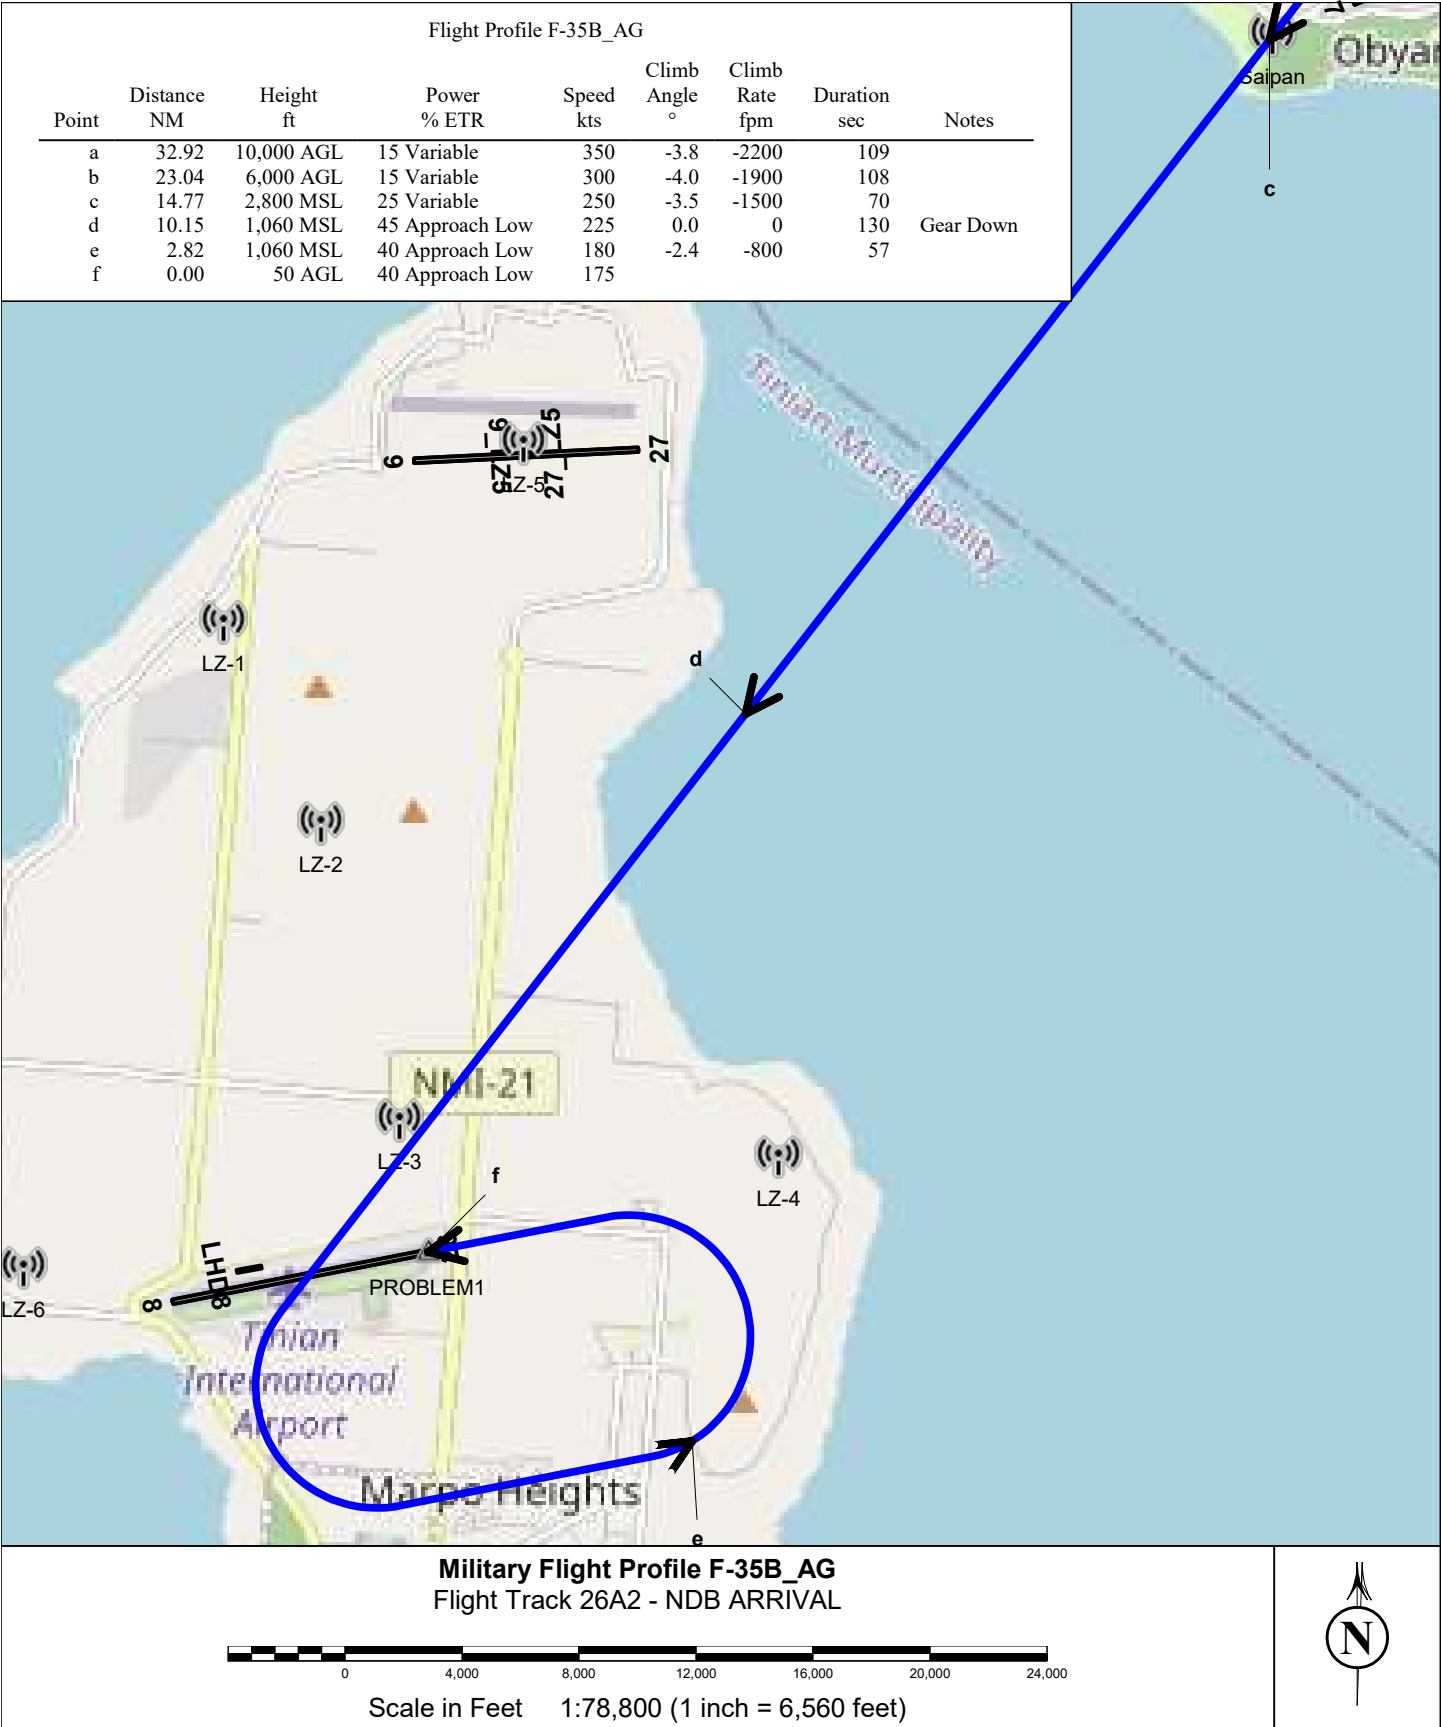 Flight Profile F-35B_AG
Climb Climb
Distance Height Power Speed Angle Rate Duration
Point NM ft % ETR kts ° fpm sec Notes
a 32.92 10,000 AGL 15 Variable 350 -3.8 -2200 109
b 23.04 6,000 AGL 15 Variable 300 -4.0 -1900 108
c 14.77 2,800 MSL 25 Variable 250 -3.5 -1500 70
d 10.15 1,060 MSL 45 Approach Low 225 0.0 0 130 Gear Down
e 2.82 1,060 MSL 40 Approach Low 180 -2.4 -800 57
f 0.00 50 AGL 40 Approach Low 175
Saipan
c
Tinian Municipality
9
27
LZ-5
27_LZ5
LZ-1
d
LZ-2
NMI-21
LZ-3
LZ-4
f
LZ-6
LHD8
8
PROBLEM1
Tinian
International
Airport
Marpo Heights
e
Military Flight Profile F-35B_AG
Flight Track 26A2 - NDB ARRIVAL
0 4,000 8,000 12,000 16,000 20,000 24,000
Scale in Feet 1:78,800 (1 inch = 6,560 feet)
N